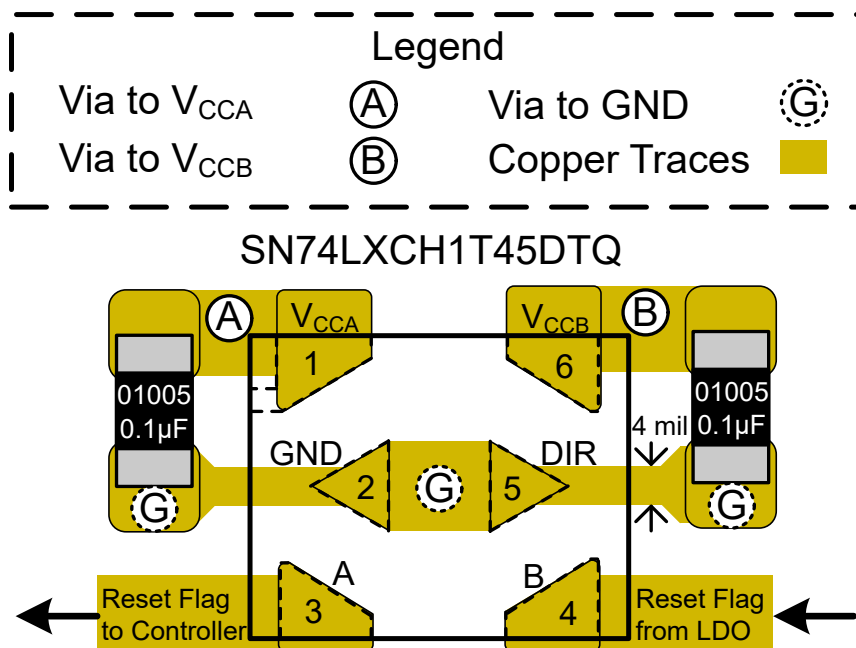 Legend
Via to VCCA A Via to GND G
Via to VCCB B Copper Traces
SN74LXCH1T45DTQ
A VCCA VCCB B
1 6
01005 01005
0.1µF 0.1µF
4 mil
GND DIR
2 G 5
G G
A B
3 4
Reset Flag Reset Flag
to Controller from LDO